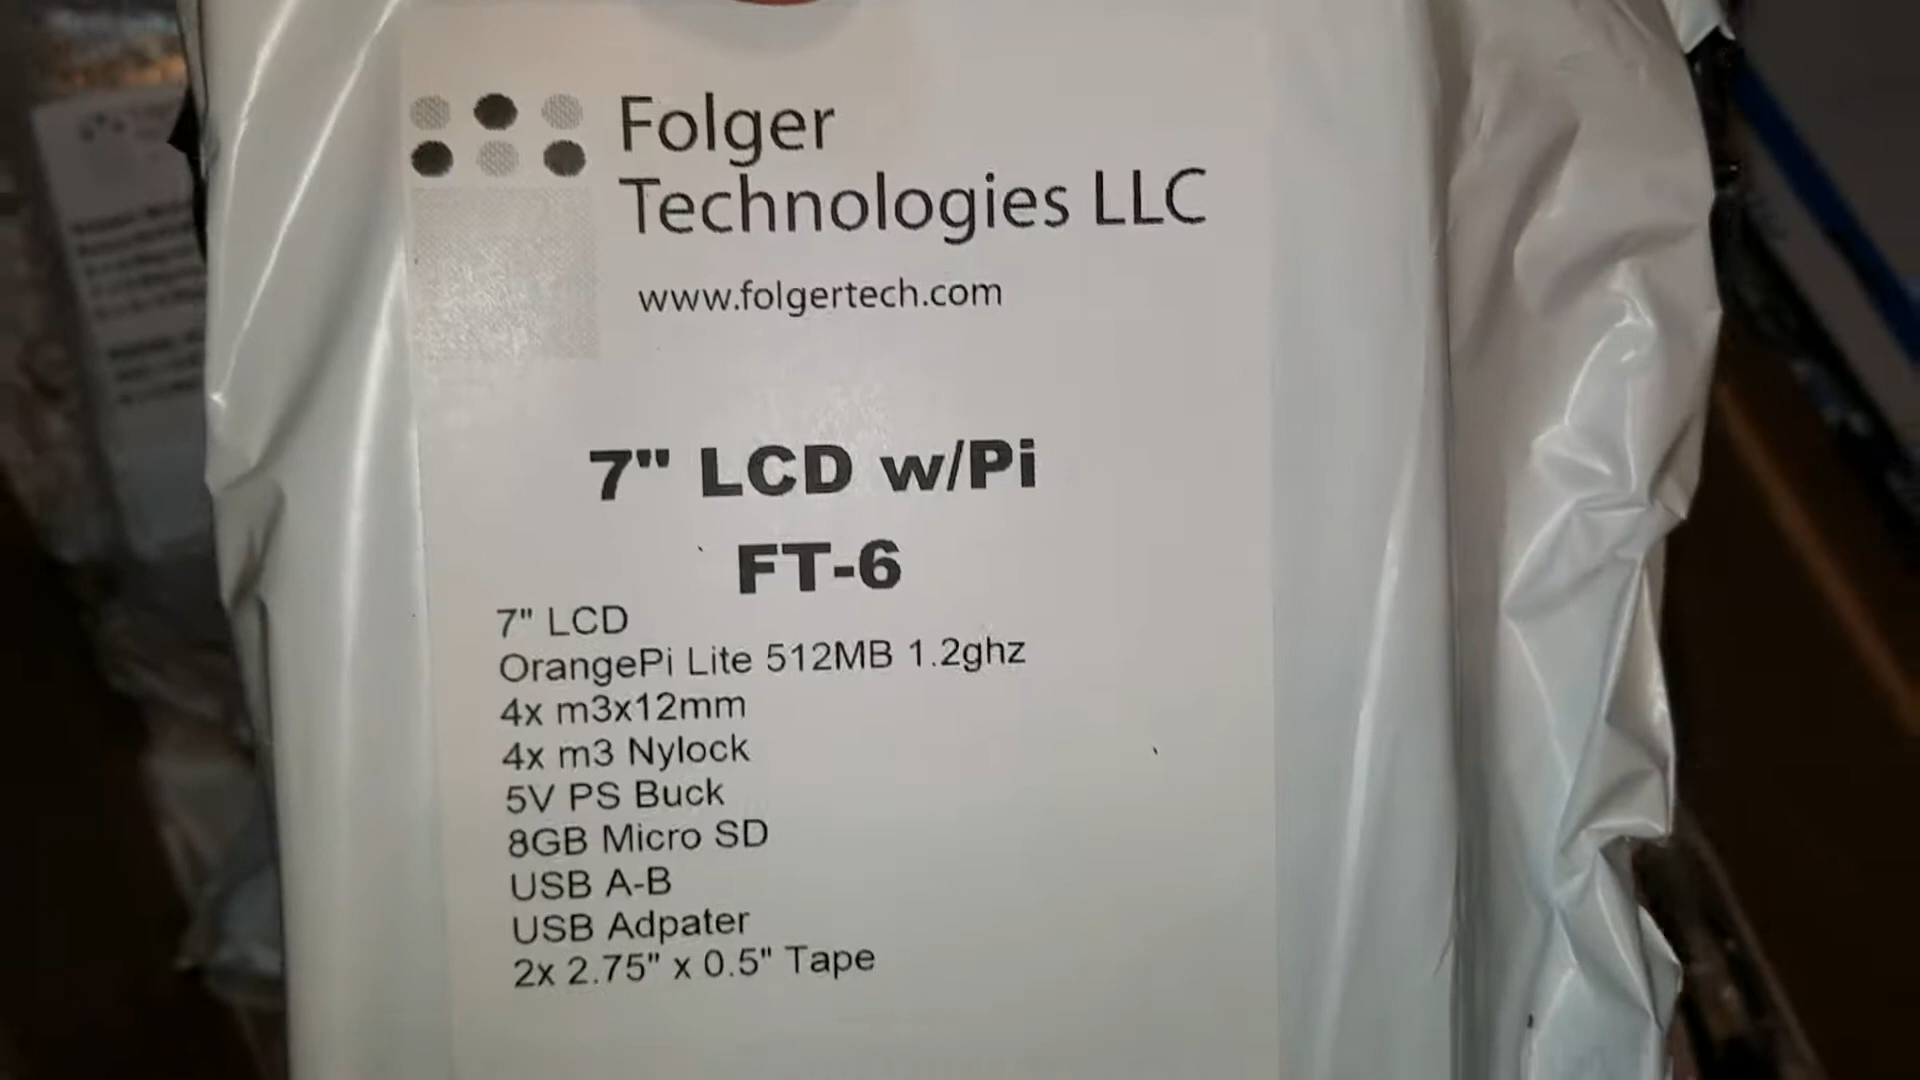 Folger
Technologies LLC
www.folgertech.com
7" LCD w/Pi
FT-6
7" LCD
OrangePi Lite 512MB 1.2ghz
4x m3x12mm
4x m3 Nylock
5V PS Buck
8GB Micro SD
USB A-B
USB Adpater
2x 2.75" x 0.5" Tape